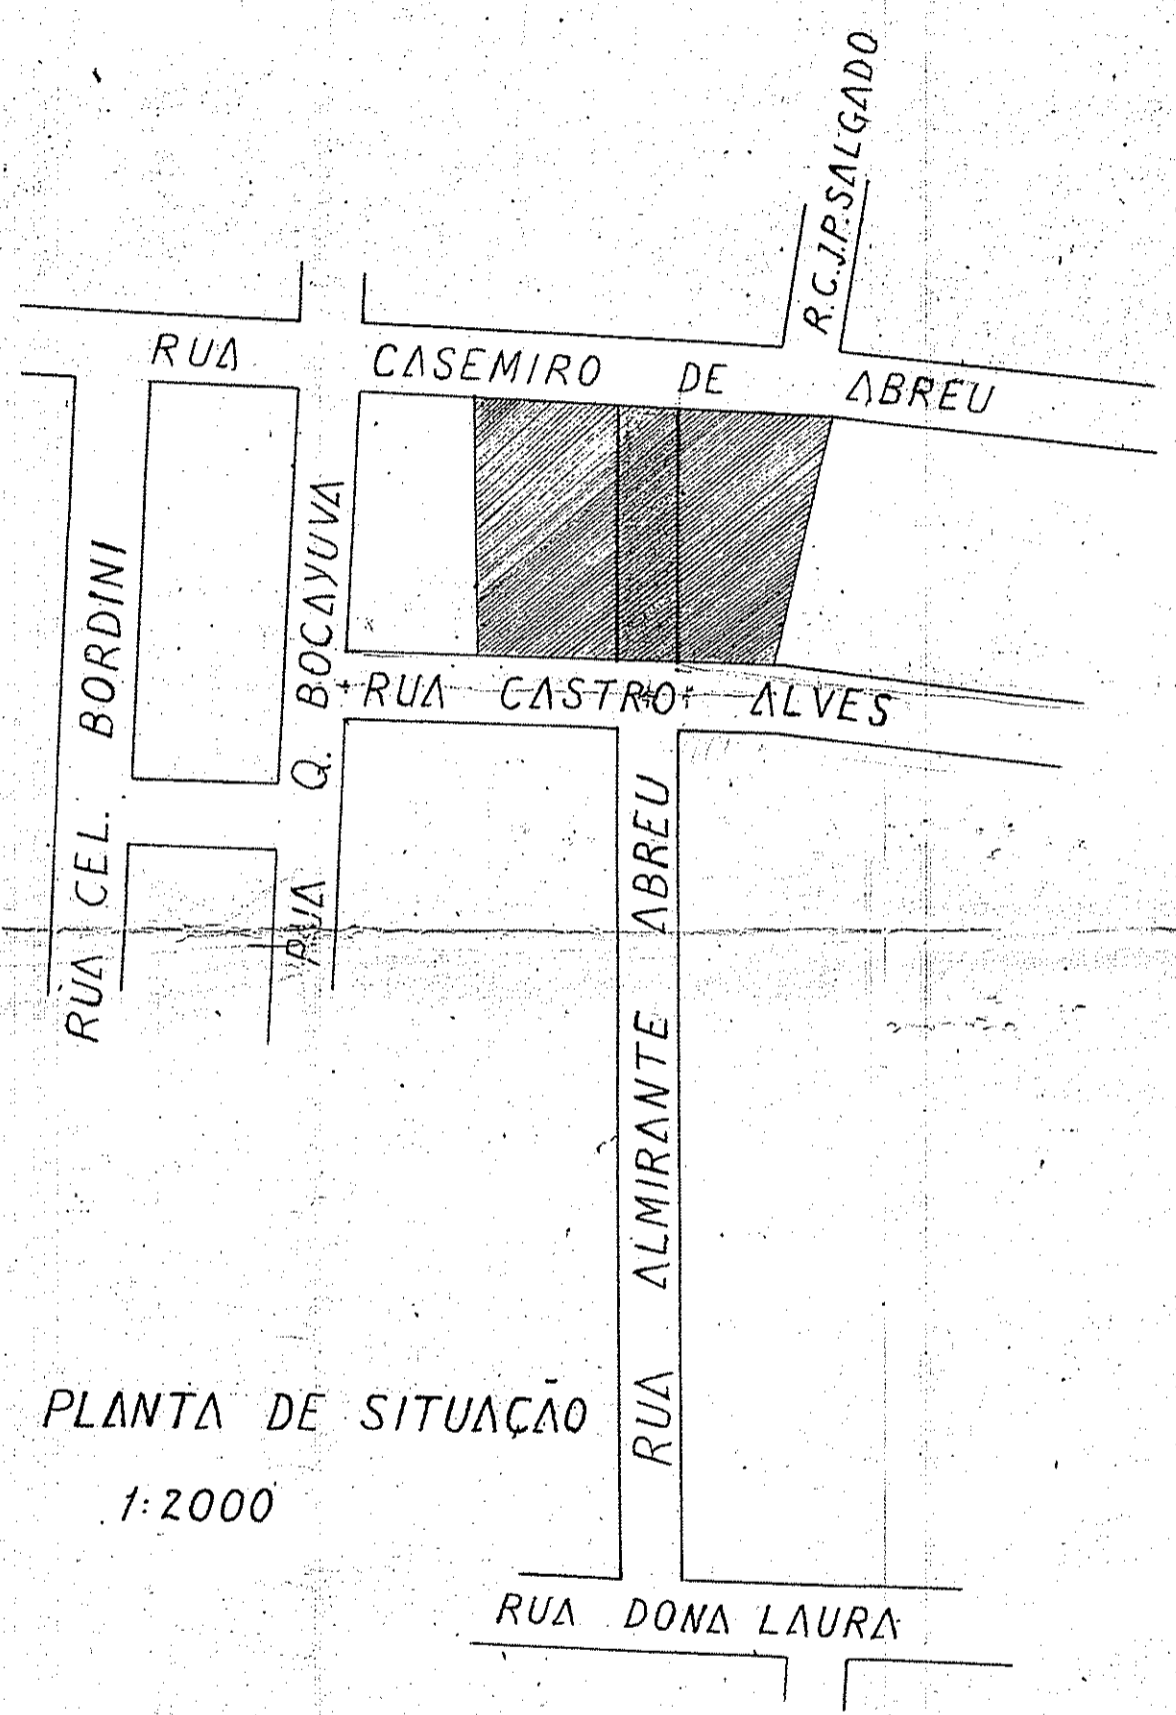 R.C.J.P.SALGADO
RUA CASEMIRO DE ABREU
RUA CEL. BORDINI
RUA Q. BOCAYUVA
RUA CASTRO ALVES
RUA ALMIRANTE ABREU
PLANTA DE SITUAÇÃO
1:2000
RUA DONA LAURA